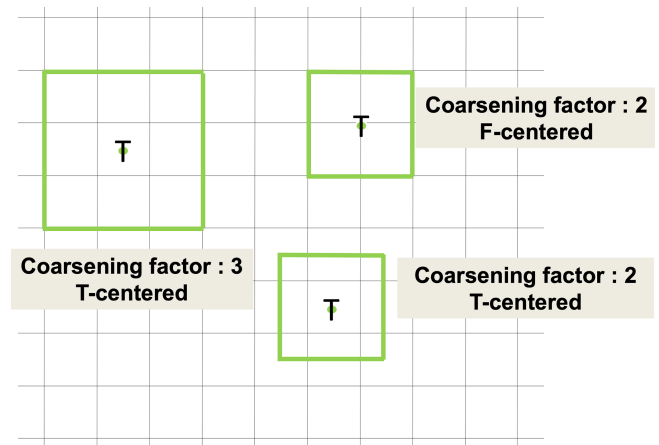 T
T
Coarsening factor : 2
F-centered
Coarsening factor : 3
T-centered
T
Coarsening factor : 2
T-centered